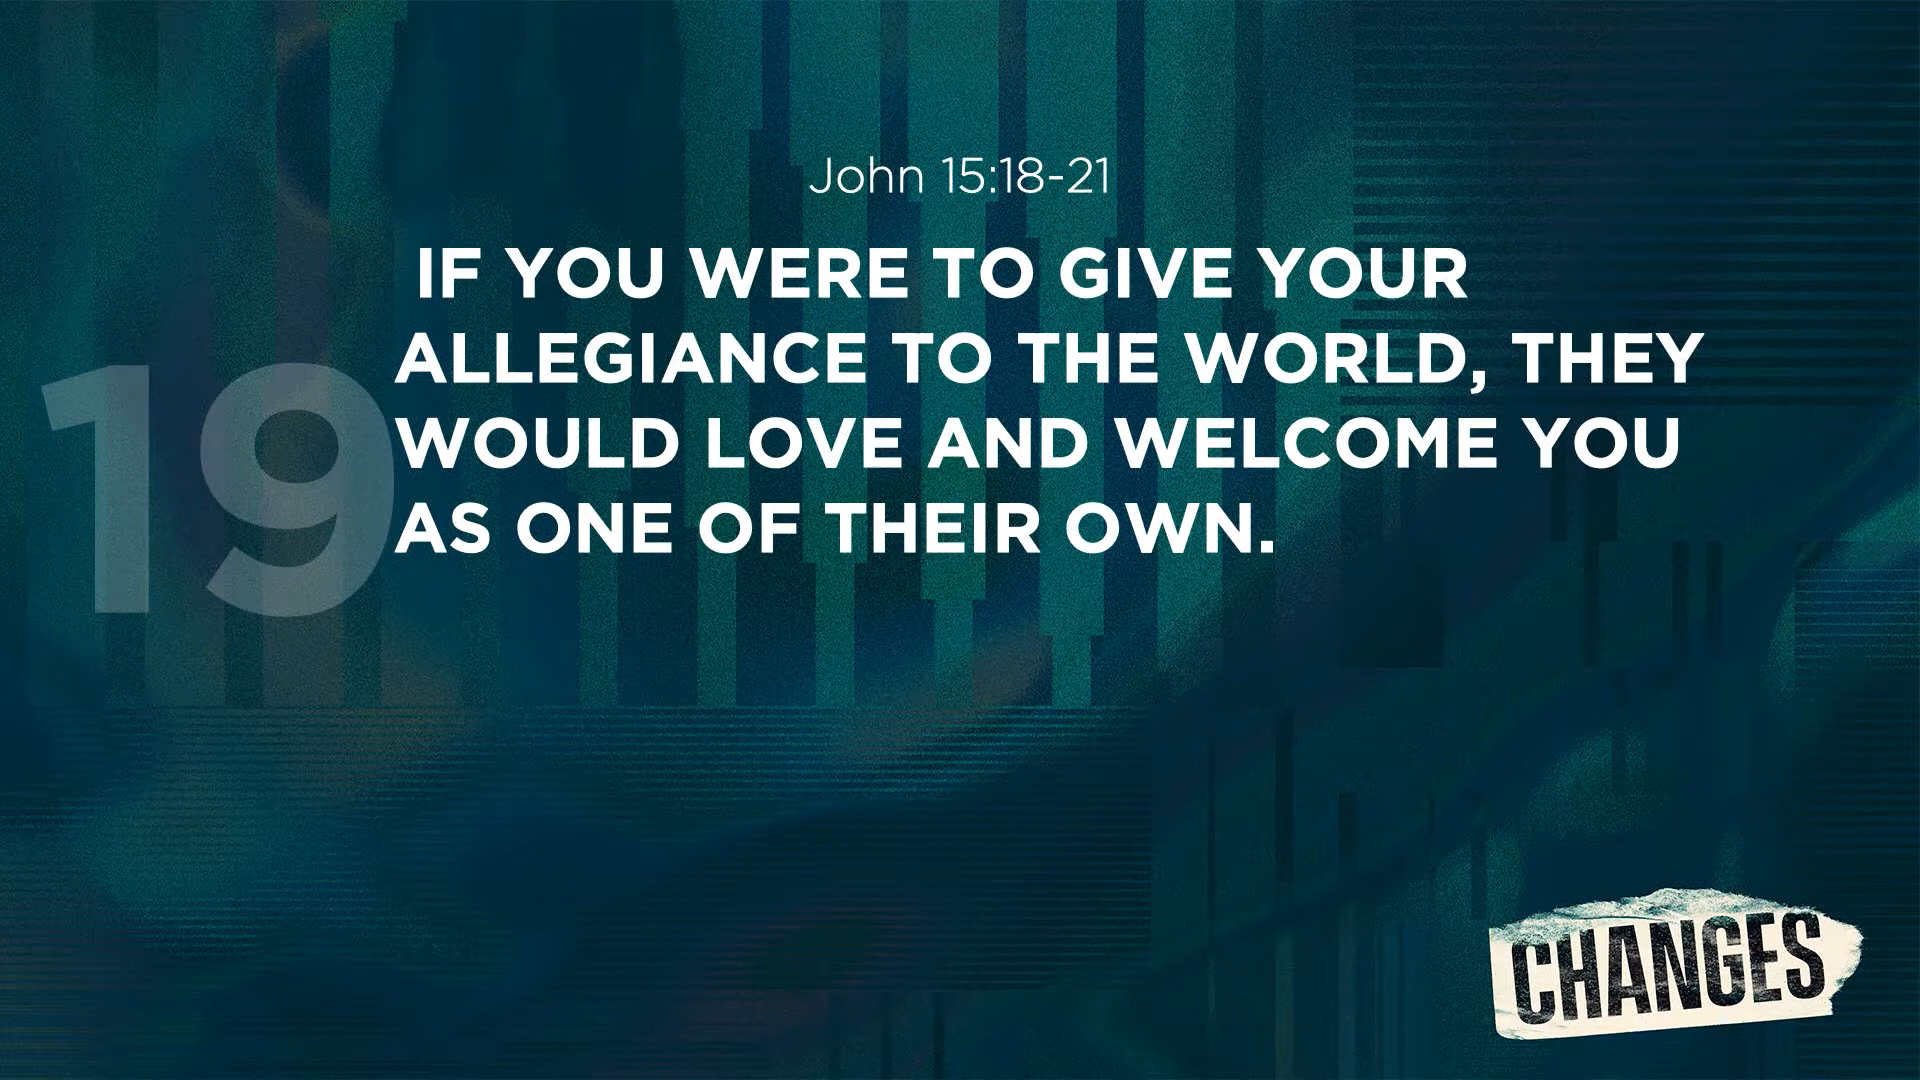 John 15:18-21
19
IF YOU WERE TO GIVE YOUR
ALLEGIANCE TO THE WORLD, THEY
WOULD LOVE AND WELCOME YOU
AS ONE OF THEIR OWN.
CHANGES